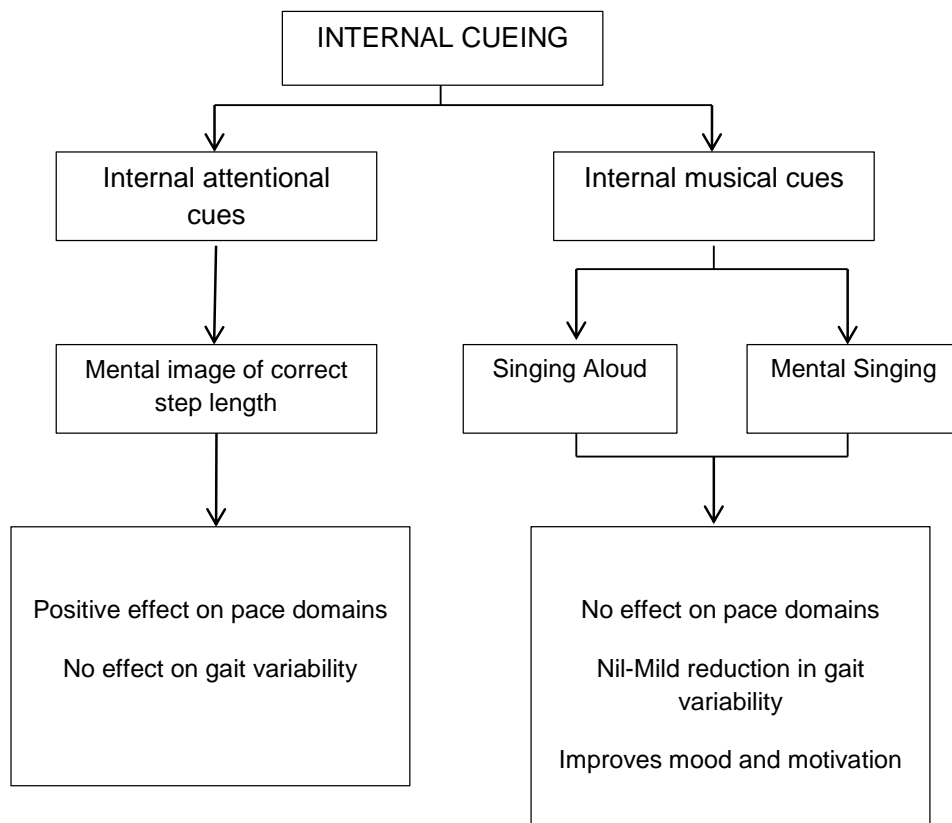 INTERNAL CUEING
Internal attentional
cues
Internal musical cues
Mental image of correct
step length
Singing Aloud
Mental Singing
Positive effect on pace domains
No effect on gait variability
No effect on pace domains
Nil-Mild reduction in gait
variability
Improves mood and motivation